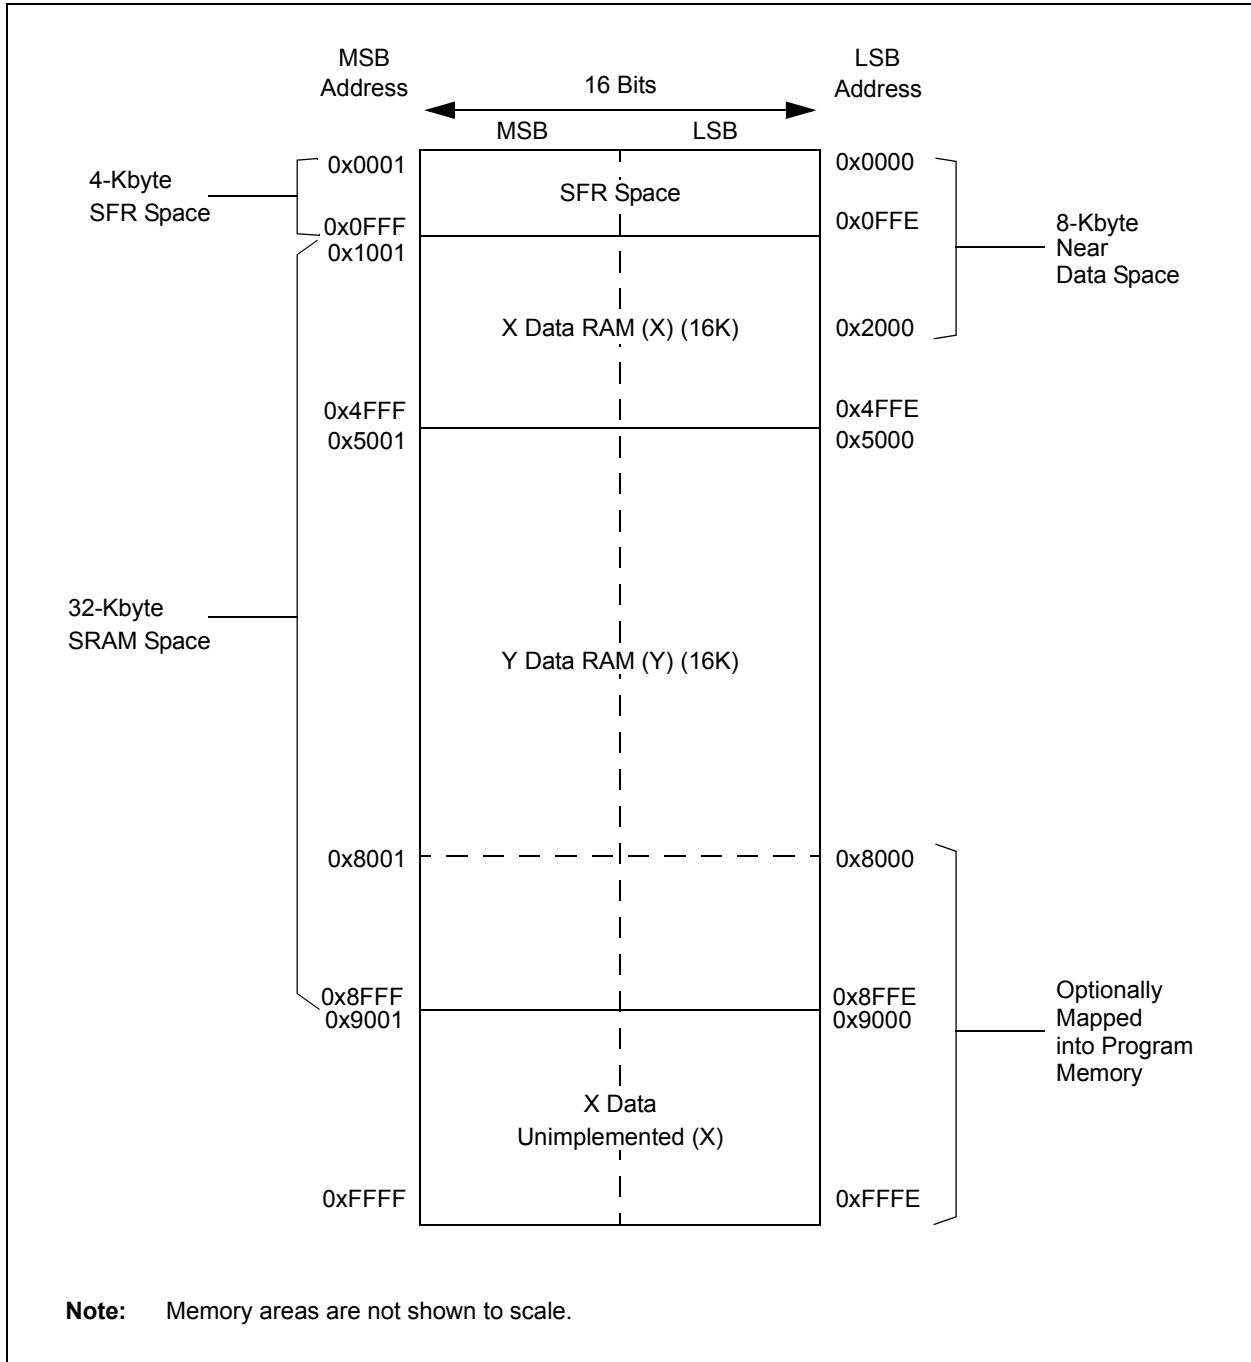 MSB
Address
16 Bits
LSB
Address
MSB
LSB
0x0001
0x0000
4-Kbyte
SFR Space
SFR Space
0x0FFF
0x0FFE
8-Kbyte
Near
Data Space
0x1001
X Data RAM (X) (16K)
0x2000
0x4FFF
0x4FFE
0x5001
0x5000
32-Kbyte
SRAM Space
Y Data RAM (Y) (16K)
0x8001
0x8000
0x8FFF
0x8FFE
0x9001
0x9000
Optionally
Mapped
into Program
Memory
X Data
Unimplemented (X)
0xFFFF
0xFFFE
Note: Memory areas are not shown to scale.